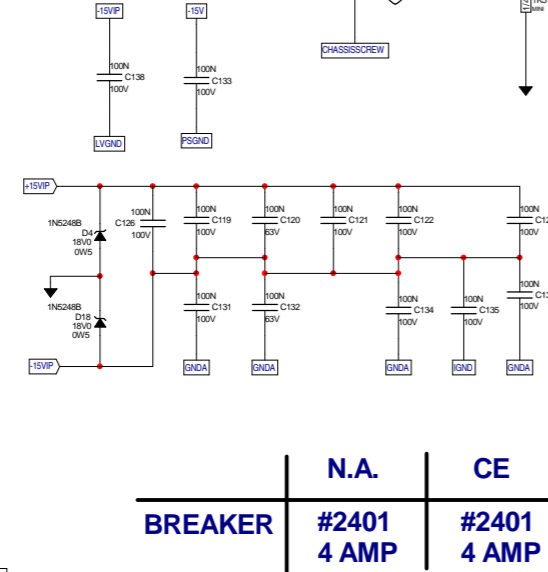 -15VIP
-15V
CHASSISSCREW
MINI
100N
C138
100V
100N
C133
100V
LVGND
PSGND
+15VIP
1N5248B
D4
18V0
0W5
100N
C126
100V
100N
C119
100V
100N
C120
63V
100N
C121
100V
100N
C122
100V
100N
100V
1N5248B
D18
18V0
0W5
100N
C131
100V
100N
C132
63V
100N
C134
100V
100N
C135
100V
100N
100V
-15VIP
GNDA
GNDA
GNDA
IGND
GNDA
N.A. CE
BREAKER #2401 #2401
4 AMP 4 AMP